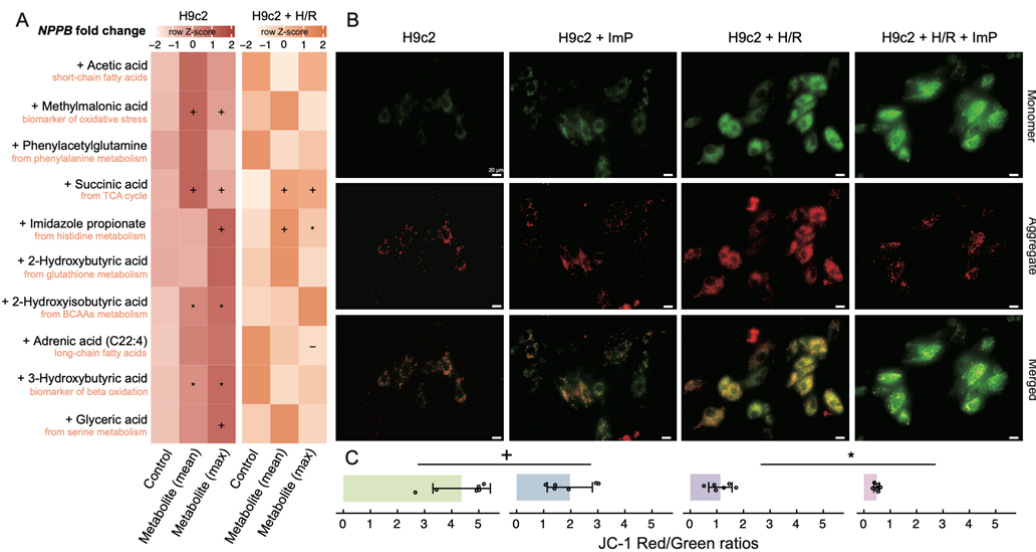 A
H9c2
H9c2 + H/R
NPPB fold change
row Z-score
row Z-score
−2 −1 0 1 2
−2 −1 0 1 2
+ Acetic acid
short-chain fatty acids
+ Methylmalonic acid
biomarker of oxidative stress
+ +
+ Phenylacetylglutamine
from phenylalanine metabolism
+ Succinic acid
from TCA cycle
+ + + +
+ Imidazole propionate
from histidine metabolism
+ + *
+ 2-Hydroxybutyric acid
from glutathione metabolism
+ 2-Hydroxyisobutyric acid
from BCAAs metabolism
* *
+ Adrenic acid (C22:4)
long-chain fatty acids
−
+ 3-Hydroxybutyric acid
biomarker of beta oxidation
* *
+ Glyceric acid
from serine metabolism
+
Control
Metabolite (mean)
Metabolite (max)
Control
Metabolite (mean)
Metabolite (max)
B
H9c2
H9c2 + ImP
H9c2 + H/R
H9c2 + H/R + ImP
20 µm
Monomer
Aggregate
Merged
C
+
*
0 1 2 3 4 5
0 1 2 3 4 5
0 1 2 3 4 5
0 1 2 3 4 5
JC-1 Red/Green ratios